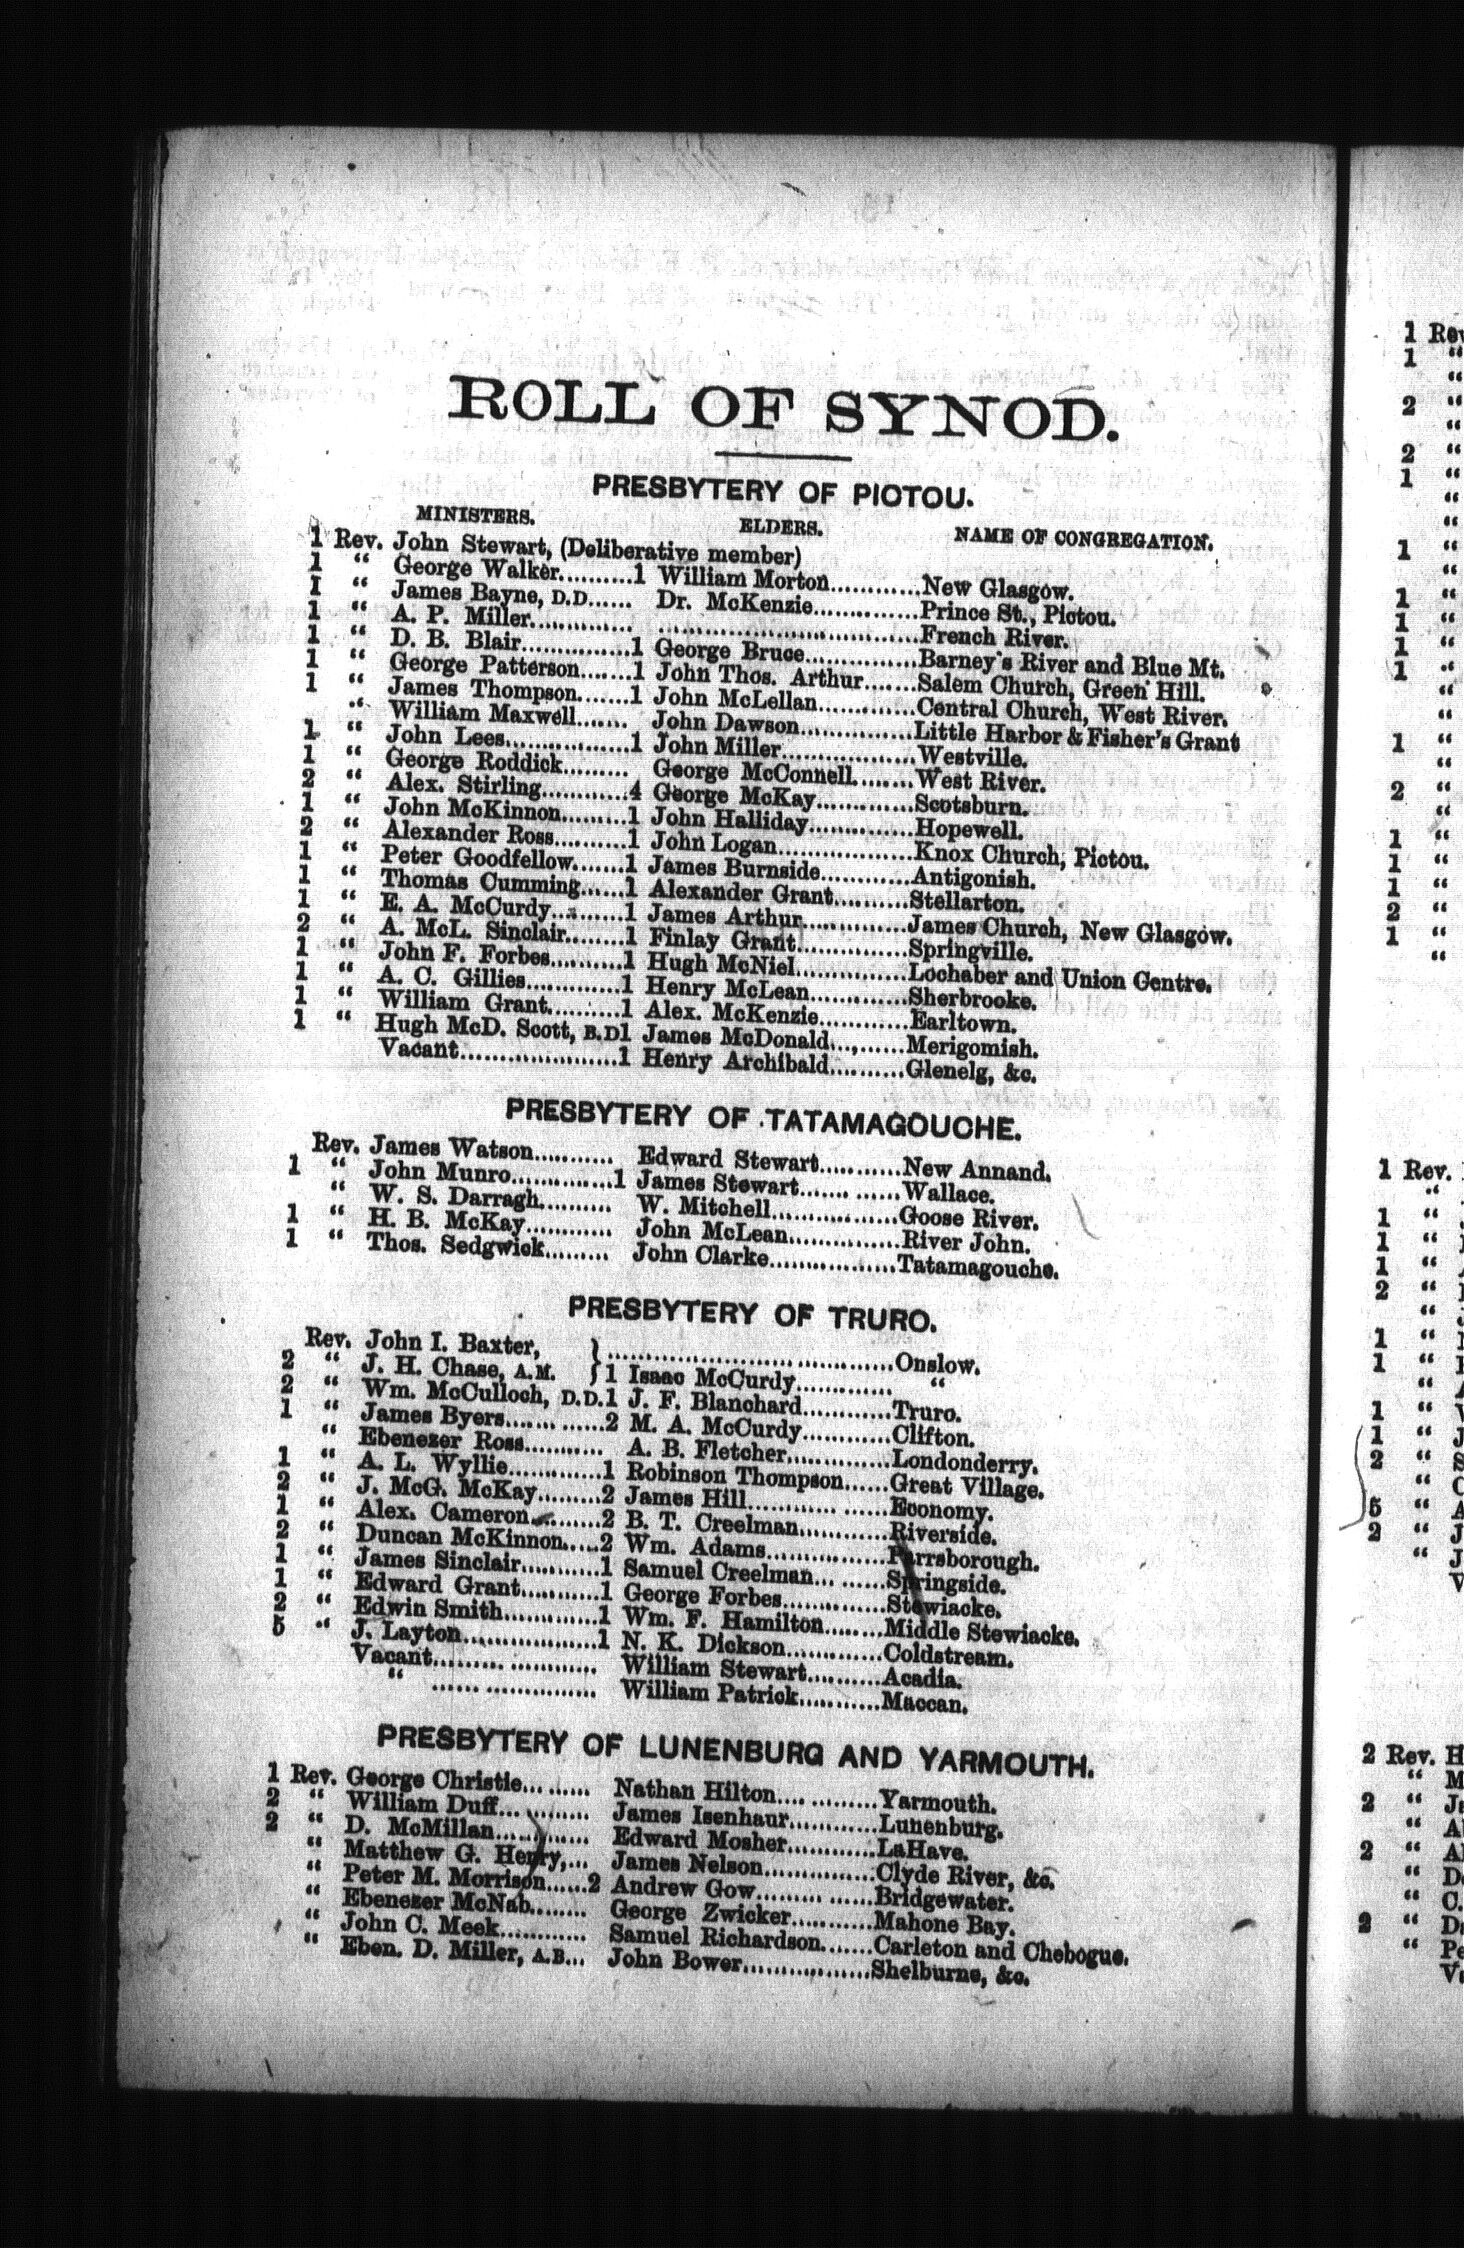 ROLL OF SYNOD.
PRESBYTERY OF PIOTOU.
MINISTERS. ELDERS. NAME OF CONGREGATION.
1 Rev. John Stewart, (Deliberative member)
1 “ George Walker..........1 William Morton............New Glasgow.
1 “ James Bayne, D.D...... Dr. McKenzie..............Prince St., Pictou.
1 “ A. P. Miller.............. ...................................French River.
1 “ D. B. Blair...............1 George Bruce...............Barney's River and Blue Mt.
1 “ George Patterson.......1 John Thos. Arthur.......Salem Church, Green Hill.
1 “ James Thompson.......1 John McLellan.............Central Church, West River.
“ William Maxwell....... John Dawson...............Little Harbor & Fisher's Grant
1 “ John Lees.................1 John Miller.................Westville.
1 “ George Roddick......... George McConnell........West River.
2 “ Alex. Stirling............4 George McKay.............Scotsburn.
1 “ John McKinnon.........1 John Halliday..............Hopewell.
2 “ Alexander Ross..........1 John Logan...................Knox Church, Pictou.
1 “ Peter Goodfellow.......1 James Burnside............Antigonish.
1 “ Thomas Cumming......1 Alexander Grant..........Stellarton.
1 “ E. A. McCurdy..........1 James Arthur..............James Church, New Glasgow.
2 “ A. McL. Sinclair........1 Finlay Grant...............Springville.
1 “ John F. Forbes..........1 Hugh McNiel...............Lochaber and Union Centre.
1 “ A. C. Gillies.............1 Henry McLean.............Sherbrooke.
1 “ William Grant..........1 Alex. McKenzie............Earltown.
1 “ Hugh McD. Scott, B.D1 James McDonald..........Merigomish.
Vacant......................1 Henry Archibald..........Glenelg, &c.
PRESBYTERY OF TATAMAGOUCHE.
Rev. James Watson........... Edward Stewart...........New Annand.
1 “ John Munro..............1 James Stewart.............Wallace.
“ W. S. Darragh.......... W. Mitchell.................Goose River.
1 “ H. B. McKay............ John McLean...............River John.
1 “ Thos. Sedgwick......... John Clarke.................Tatamagouche.
PRESBYTERY OF TRURO.
Rev. John I. Baxter, } .....................................Onslow.
2 “ J. H. Chase, A.M. } 1 Isaac McCurdy............. “
2 “ Wm. McCulloch, D.D.1 J. F. Blanchard............Truro.
1 “ James Byers..............2 M. A. McCurdy............Clifton.
“ Ebenezer Ross........... A. B. Fletcher..............Londonderry.
1 “ A. L. Wyllie.............1 Robinson Thompson......Great Village.
2 “ J. McG. McKay.........2 James Hill...................Economy.
1 “ Alex. Cameron..........2 B. T. Creelman............Riverside.
2 “ Duncan McKinnon.....2 Wm. Adams................Parrsborough.
1 “ James Sinclair...........1 Samuel Creelman..........Springside.
1 “ Edward Grant...........1 George Forbes..............Stewiacke.
2 “ Edwin Smith.............1 Wm. F. Hamilton........Middle Stewiacke.
5 “ J. Layton..................1 N. K. Dickson.............Coldstream.
Vacant...................... William Stewart..........Acadia.
“ ..................... William Patrick...........Maccan.
PRESBYTERY OF LUNENBURG AND YARMOUTH.
1 Rev. George Christie.......... Nathan Hilton..............Yarmouth.
2 “ William Duff............ James Isenhaur............Lunenburg.
2 “ D. McMillan............. Edward Mosher............LaHave.
“ Matthew G. Henry,... James Nelson...............Clyde River, &c.
“ Peter M. Morrison......2 Andrew Gow...............Bridgewater.
“ Ebenezer McNab........ George Zwicker...........Mahone Bay.
“ John C. Meek............ Samuel Richardson.......Carleton and Chebogue.
“ Eben. D. Miller, A.B... John Bower.................Shelburne, &c.